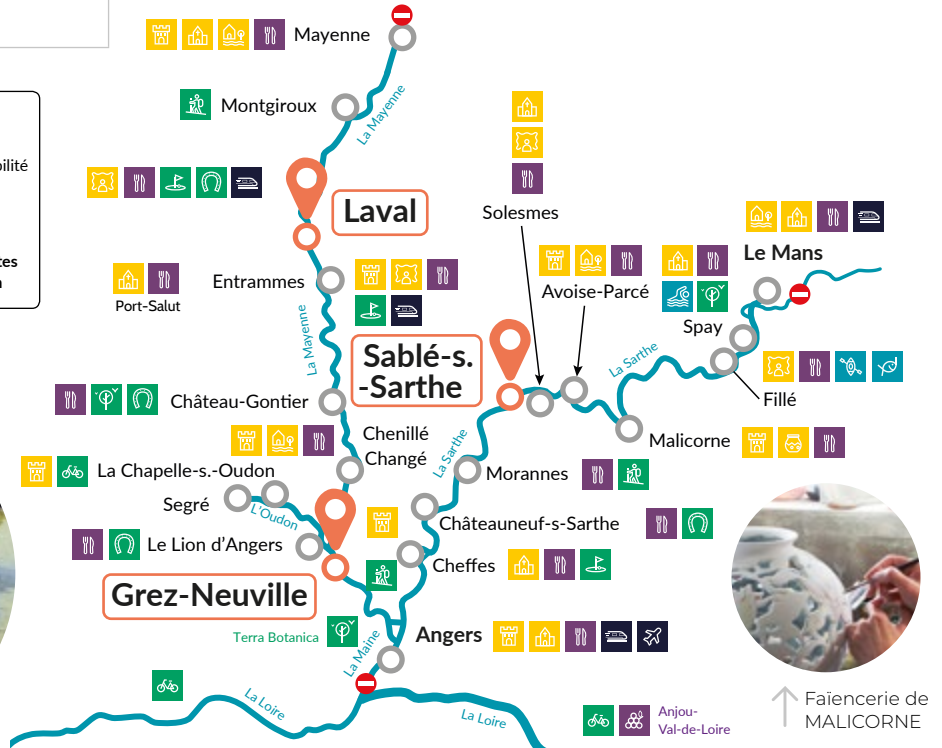 Mayenne
Montgiroux
La Mayenne
bilité
Solesmes
Laval
tes
n
Port-Salut
Entrammes
Avoise-Parcé
Le Mans
Spay
La Mayenne
Sablé-s.
-Sarthe
La Sarthe
Fillé
Château-Gontier
Malicorne
Chenillé
Changé
La Sarthe
La Chapelle-s.-Oudon
Segré
Morannes
L'Oudon
Châteauneuf-s-Sarthe
Le Lion d'Angers
Cheffes
Grez-Neuville
Terra Botanica
Angers
La Maine
La Loire
La Loire
Anjou-
Val-de-Loire
Faïencerie de
MALICORNE